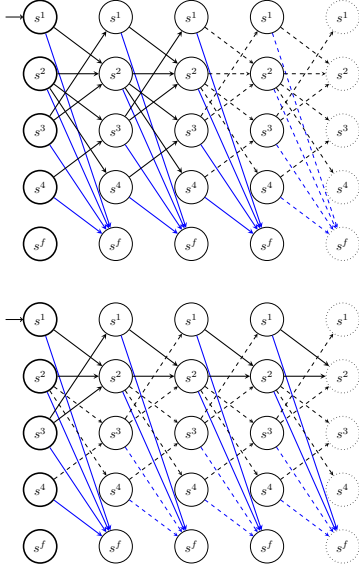 s¹ s¹ s¹ s¹ s¹
s² s² s² s² s²
s³ s³ s³ s³ s³
s⁴ s⁴ s⁴ s⁴ s⁴
sᶠ sᶠ sᶠ sᶠ sᶠ
s¹ s¹ s¹ s¹ s¹
s² s² s² s² s²
s³ s³ s³ s³ s³
s⁴ s⁴ s⁴ s⁴ s⁴
sᶠ sᶠ sᶠ sᶠ sᶠ